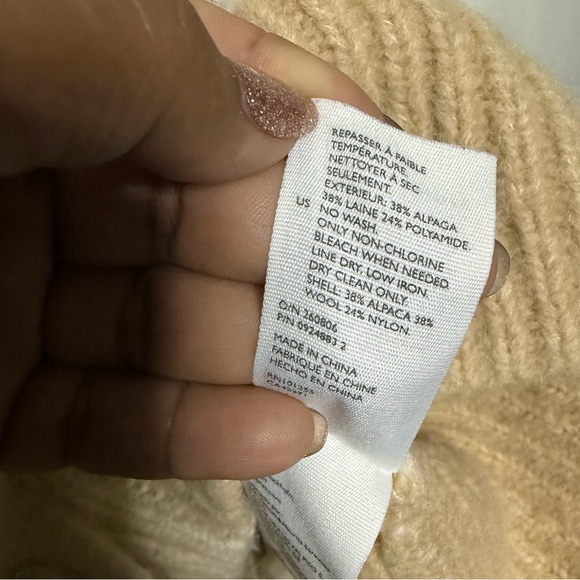 REPASSER À FAIBLE
TEMPÉRATURE.
NETTOYER À SEC
SEULEMENT.
EXTERIEUR: 38% ALPAGA
38% LAINE 24% POLYAMIDE.
US NO WASH.
ONLY NON-CHLORINE
BLEACH WHEN NEEDED
LINE DRY. LOW IRON.
DRY CLEAN ONLY.
SHELL: 38% ALPACA 38%
WOOL 24% NYLON.
O/N 260806
P/N 0924883 2
MADE IN CHINA
FABRIQUE EN CHINE
HECHO EN CHINA